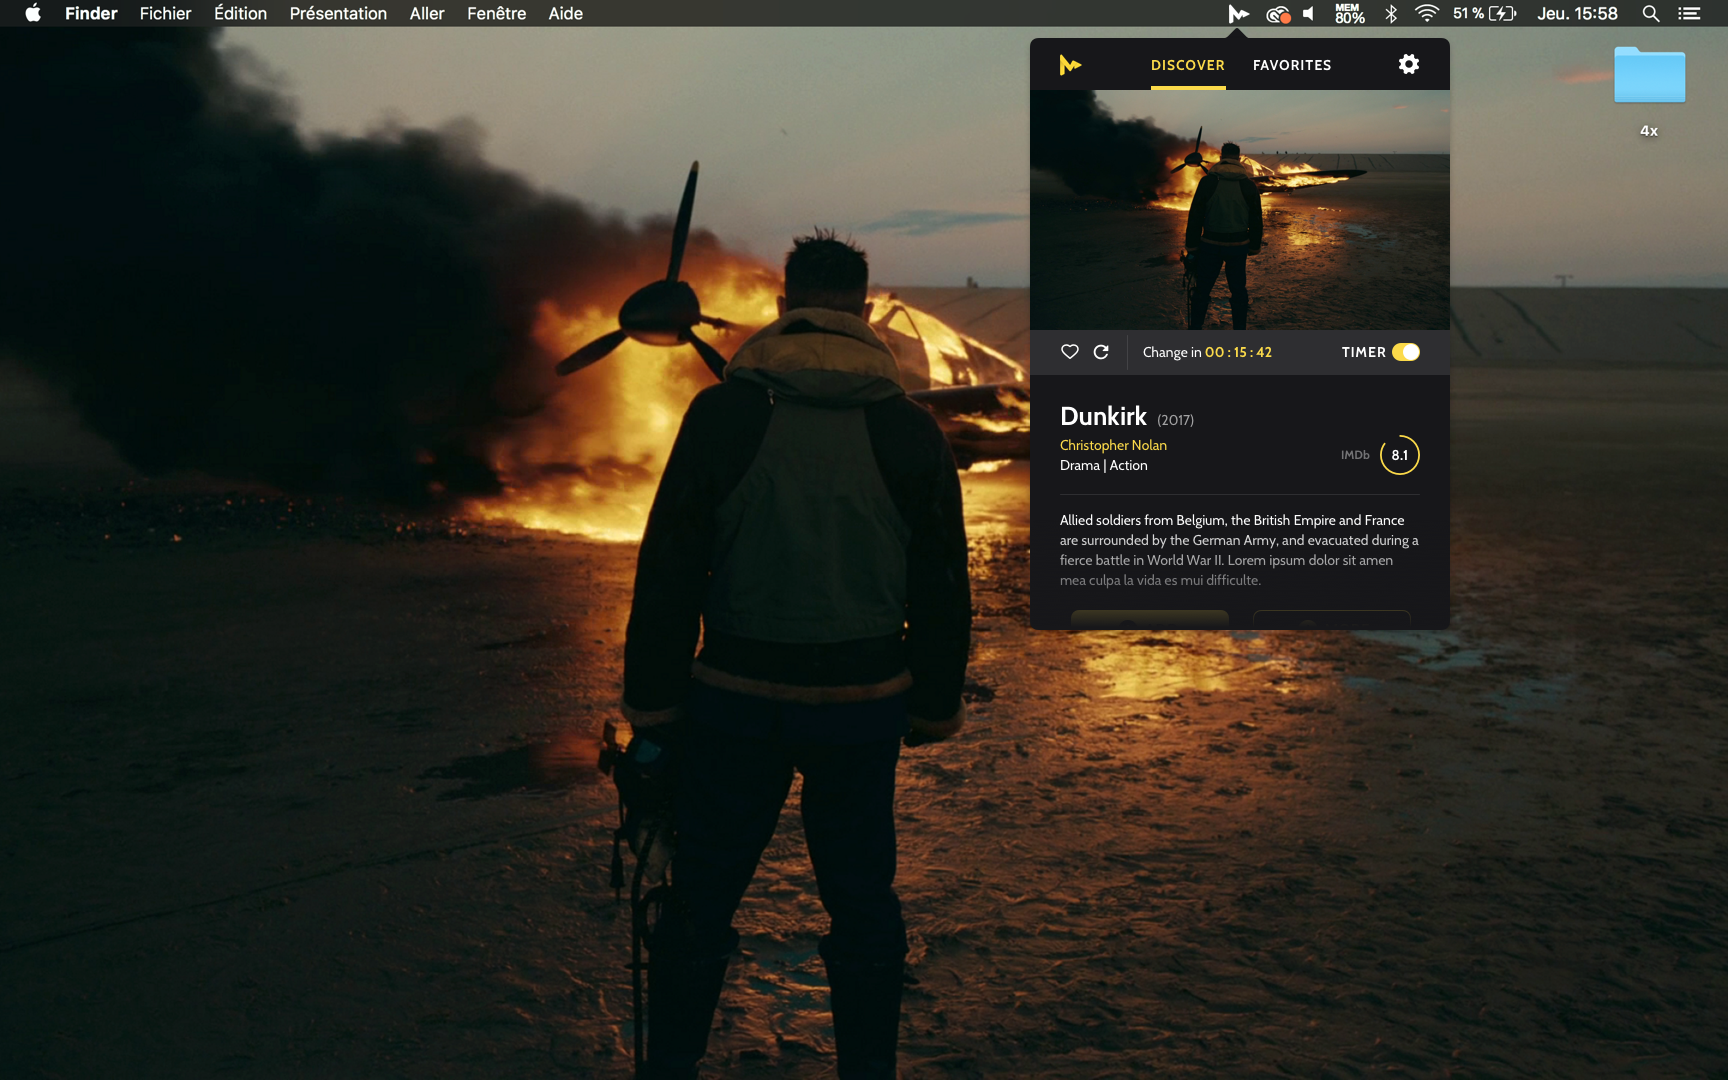 Finder Fichier Édition Présentation Aller Fenêtre Aide MEM 80% 51 % Jeu. 15:58
DISCOVER FAVORITES
4x
Change in 00 : 15 : 42 TIMER
Dunkirk (2017)
Christopher Nolan
Drama | Action
IMDb 8.1
Allied soldiers from Belgium, the British Empire and France
are surrounded by the German Army, and evacuated during a
fierce battle in World War II. Lorem ipsum dolor sit amen
mea culpa la vida es mui difficulte.